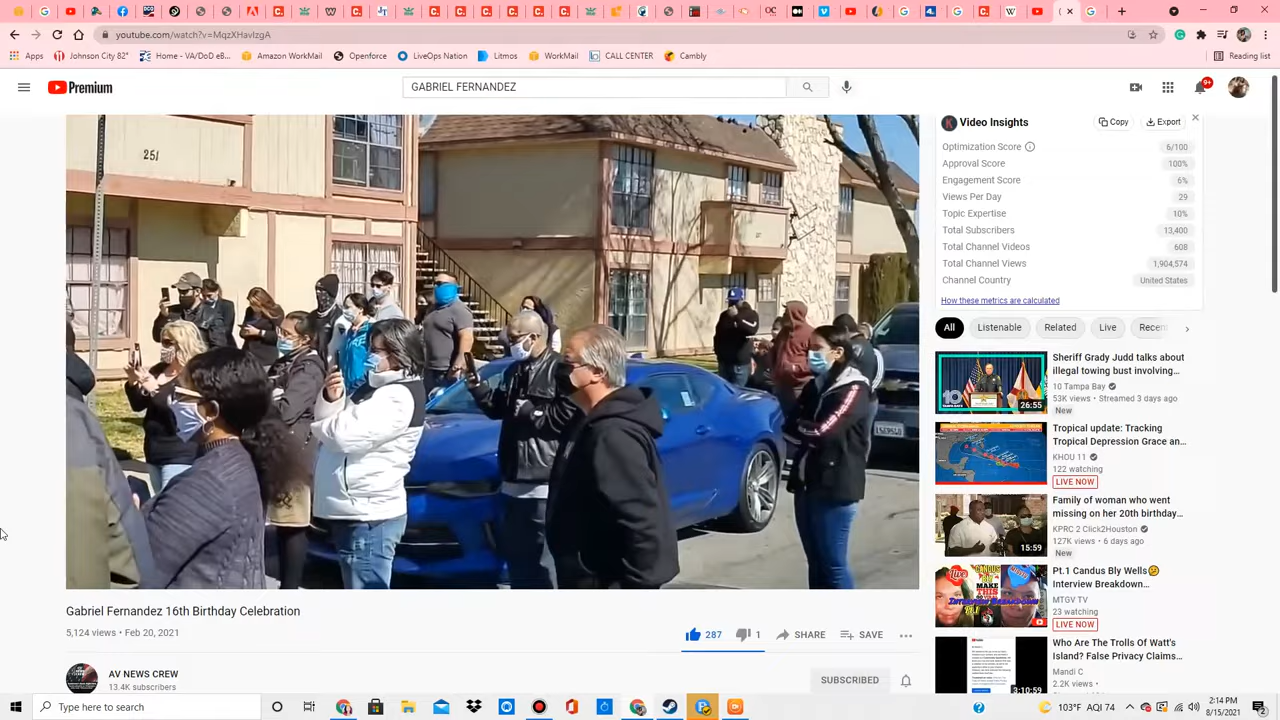 youtube.com/watch?v=MqzXHavIzgA
Apps
Johnson City 82°
Home - VA/DoD eB...
Amazon WorkMail
Openforce
LiveOps Nation
Litmos
WorkMail
CALL CENTER
Cambly
Reading list
Premium
GABRIEL FERNANDEZ
9+
251
Video Insights
Copy
Export
Optimization Score
6/100
Approval Score
100%
Engagement Score
6%
Views Per Day
29
Topic Expertise
10%
Total Subscribers
13,400
Total Channel Videos
608
Total Channel Views
1,904,574
Channel Country
United States
How these metrics are calculated
All
Listenable
Related
Live
Recen
Sheriff Grady Judd talks about
illegal towing bust involving...
10 Tampa Bay
53K views • Streamed 3 days ago
New
26:55
Tropical update: Tracking
Tropical Depression Grace an...
KHOU 11
122 watching
LIVE NOW
Family of woman who went
missing on her 20th birthday...
KPRC 2 Click2Houston
127K views • 6 days ago
New
15:59
Pt.1 Candus Bly Wells
Interview Breakdown...
MTGV TV
23 watching
LIVE NOW
Who Are The Trolls Of Watt's
Island? False Privacy Claims...
Mandi C
2.2K views •
3:10:59
Gabriel Fernandez 16th Birthday Cele
5,124 views • Feb 20, 2021
287
1
SHARE
SAVE
WS CREW
.4K subscribers
SUBSCRIBED
Type here to search
103°F AQI 74
2:14 PM
8/15/2021
2